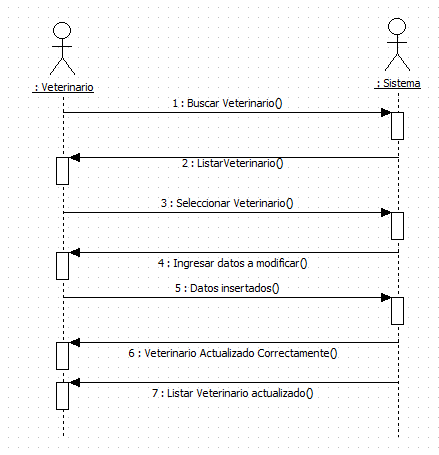 : Veterinario
: Sistema
1 : Buscar Veterinario()
2 : ListarVeterinario()
3 : Seleccionar Veterinario()
4 : Ingresar datos a modificar()
5 : Datos insertados()
6 : Veterinario Actualizado Correctamente()
7 : Listar Veterinario actualizado()